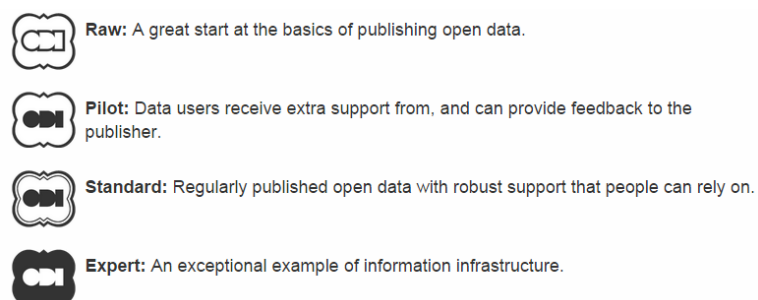 ODI
Raw: A great start at the basics of publishing open data.
ODI
Pilot: Data users receive extra support from, and can provide feedback to the
publisher.
ODI
Standard: Regularly published open data with robust support that people can rely on.
ODI
Expert: An exceptional example of information infrastructure.